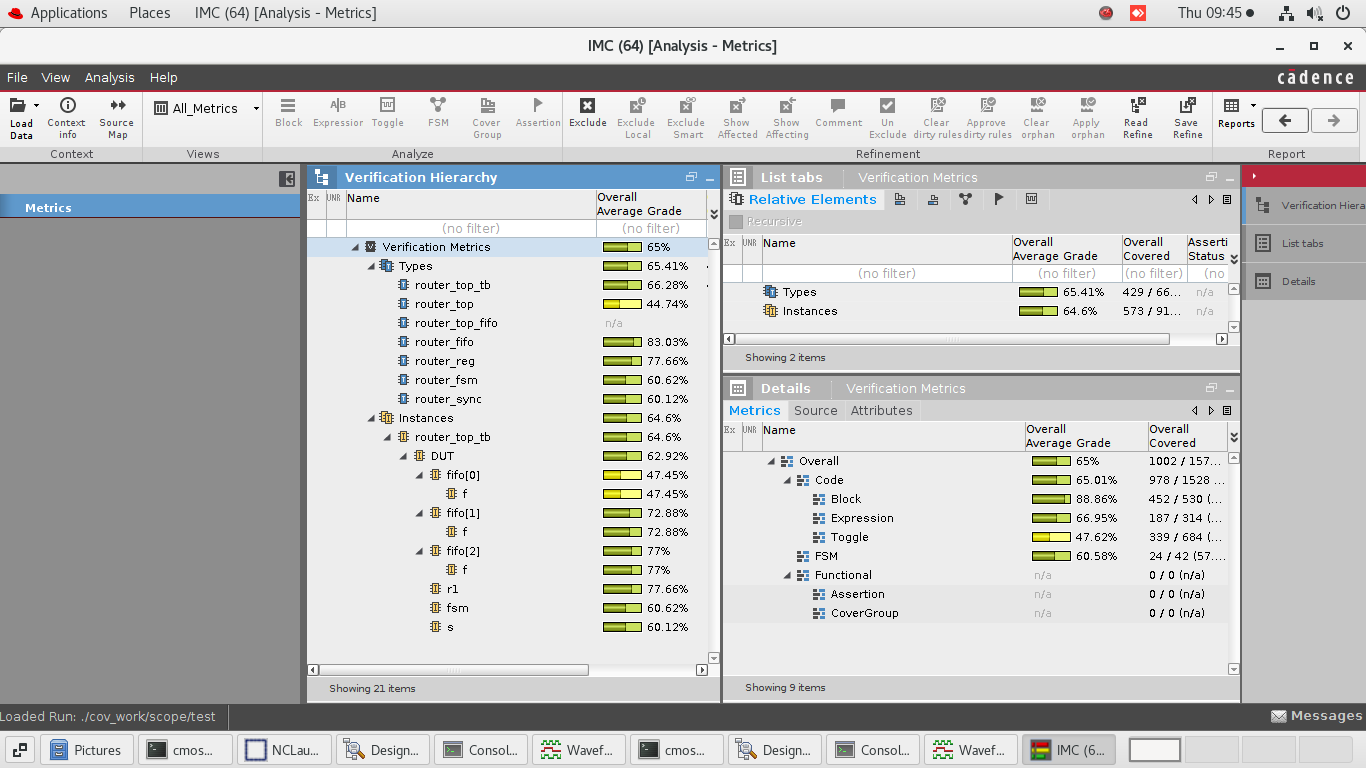 Applications Places IMC (64) [Analysis - Metrics] Thu 09:45
IMC (64) [Analysis - Metrics]
File View Analysis Help cādence
Load Data Context info Source Map
Context
All_Metrics
Views
Block Expression Toggle FSM Cover Group Assertion
Analyze
Exclude Exclude Local Exclude Smart Show Affected Show Affecting Comment Un Exclude Clear dirty rules Approve dirty rules Clear orphan Apply orphan Read Refine Save Refine
Refinement
Reports
Report
Metrics
Verification Hierarchy
Ex UNR Name Overall Average Grade
(no filter) (no filter)
Verification Metrics 65%
Types 65.41%
router_top_tb 66.28%
router_top 44.74%
router_top_fifo n/a
router_fifo 83.03%
router_reg 77.66%
router_fsm 60.62%
router_sync 60.12%
Instances 64.6%
router_top_tb 64.6%
DUT 62.92%
fifo[0] 47.45%
f 47.45%
fifo[1] 72.88%
f 72.88%
fifo[2] 77%
f 77%
r1 77.66%
fsm 60.62%
s 60.12%
Showing 21 items
List tabs Verification Metrics
Relative Elements
Recursive
Ex UNR Name Overall Average Grade Overall Covered Asserti Status
(no filter) (no filter) (no filter) (no
Types 65.41% 429 / 66... n/a
Instances 64.6% 573 / 91... n/a
Showing 2 items
Details Verification Metrics
Metrics Source Attributes
Ex UNR Name Overall Average Grade Overall Covered
Overall 65% 1002 / 157...
Code 65.01% 978 / 1528 ...
Block 88.86% 452 / 530 (...
Expression 66.95% 187 / 314 (...
Toggle 47.62% 339 / 684 (...
FSM 60.58% 24 / 42 (57....
Functional n/a 0 / 0 (n/a)
Assertion n/a 0 / 0 (n/a)
CoverGroup n/a 0 / 0 (n/a)
Showing 9 items
Verification Hiera
List tabs
Details
Loaded Run: ./cov_work/scope/test Messages
Pictures cmos... NCLau... Design... Consol... Wavef... cmos... Design... Consol... Wavef... IMC (6...